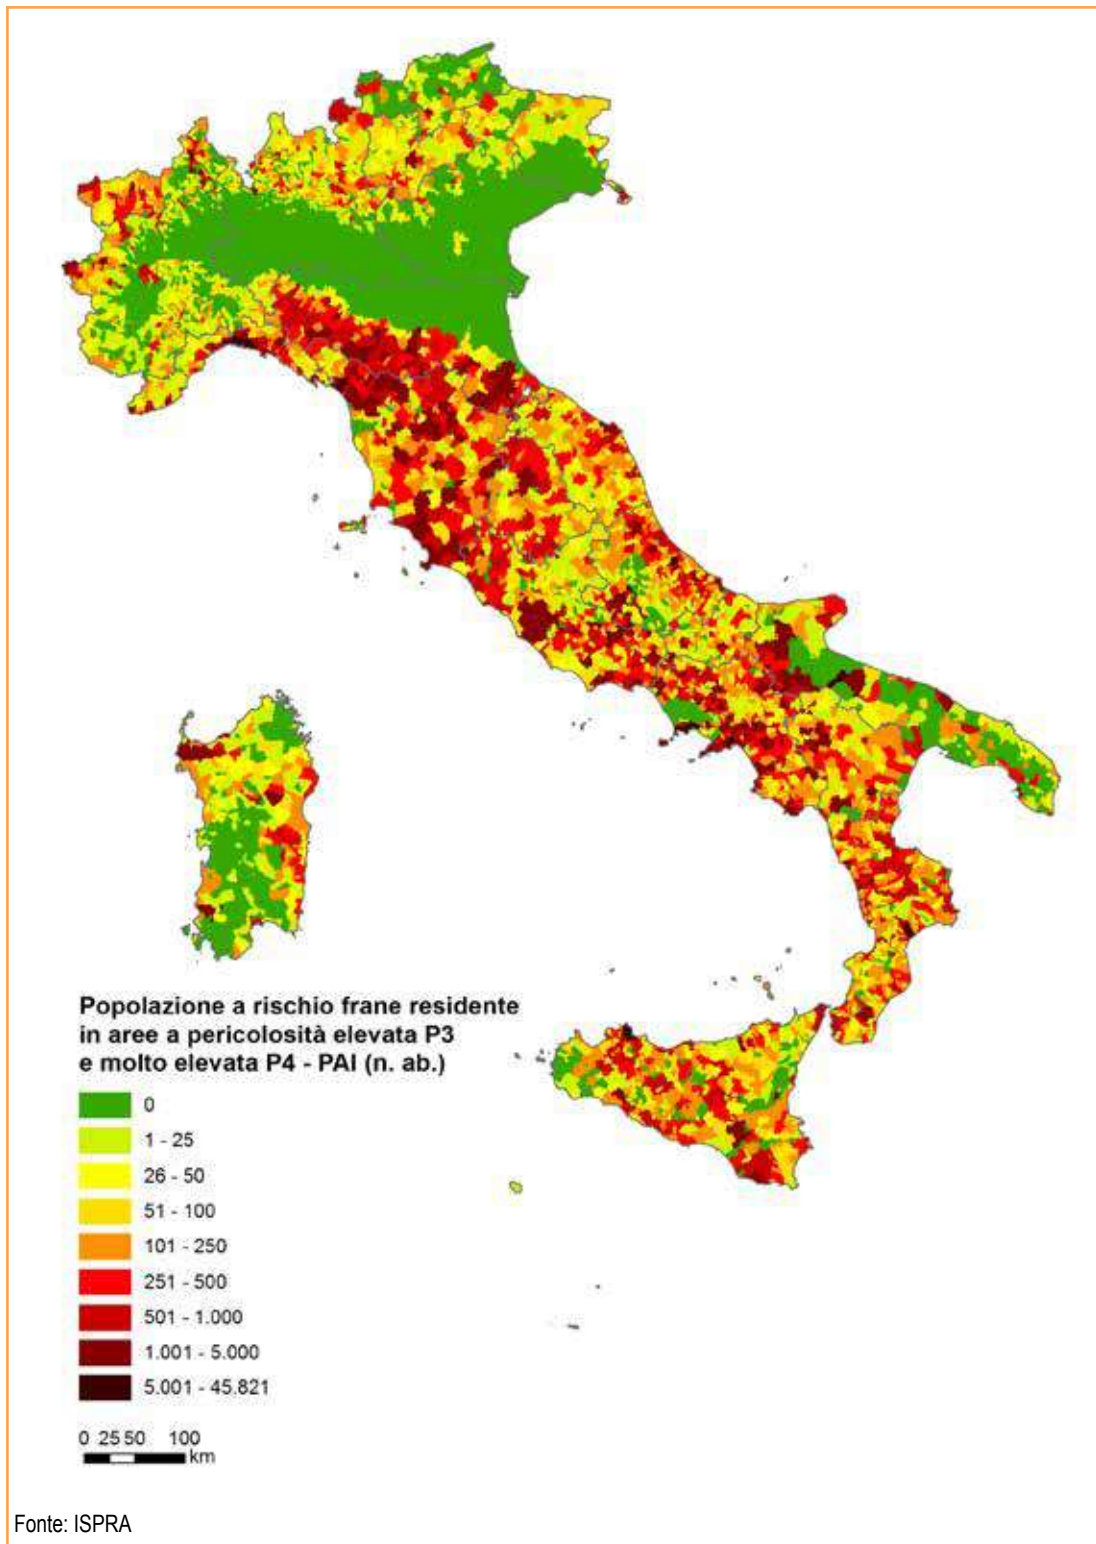 Popolazione a rischio frane residente
in aree a pericolosità elevata P3
e molto elevata P4 - PAI (n. ab.)
0
1 - 25
26 - 50
51 - 100
101 - 250
251 - 500
501 - 1.000
1.001 - 5.000
5.001 - 45.821
0 25 50 100
km
Fonte: ISPRA